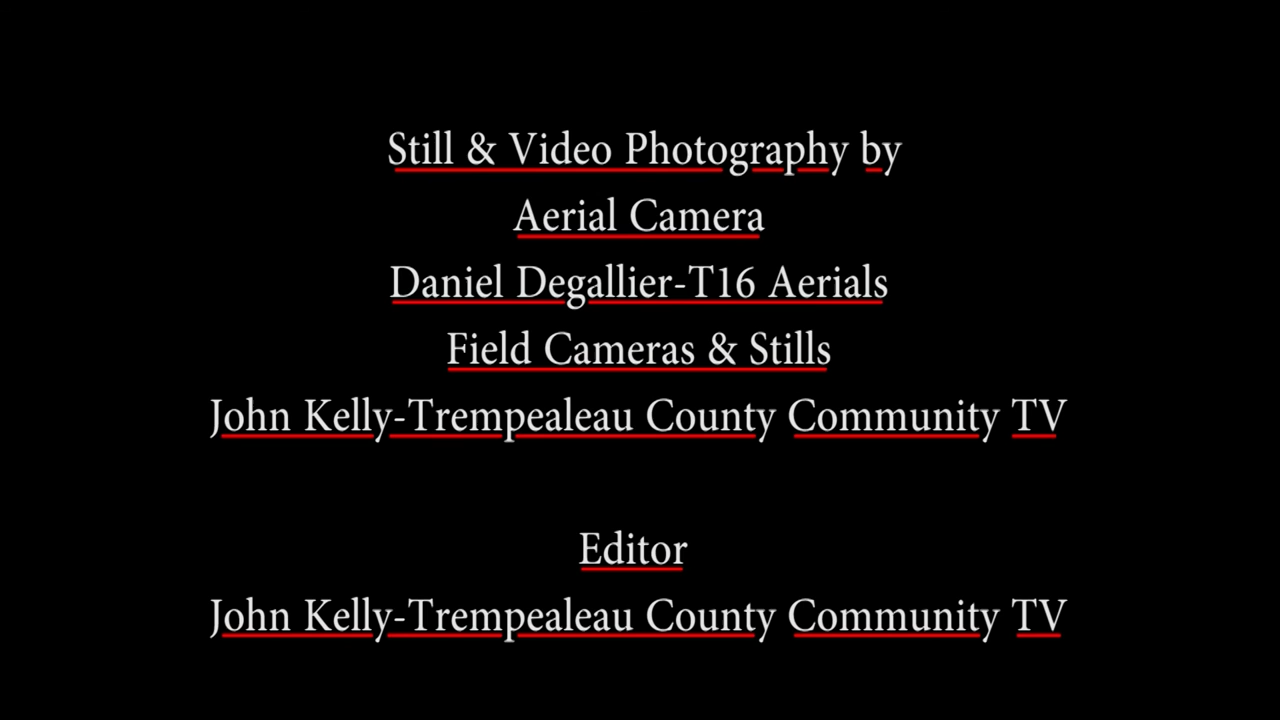 Still & Video Photography by
Aerial Camera
Daniel Degallier-T16 Aerials
Field Cameras & Stills
John Kelly-Trempealeau County Community TV
Editor
John Kelly-Trempealeau County Community TV